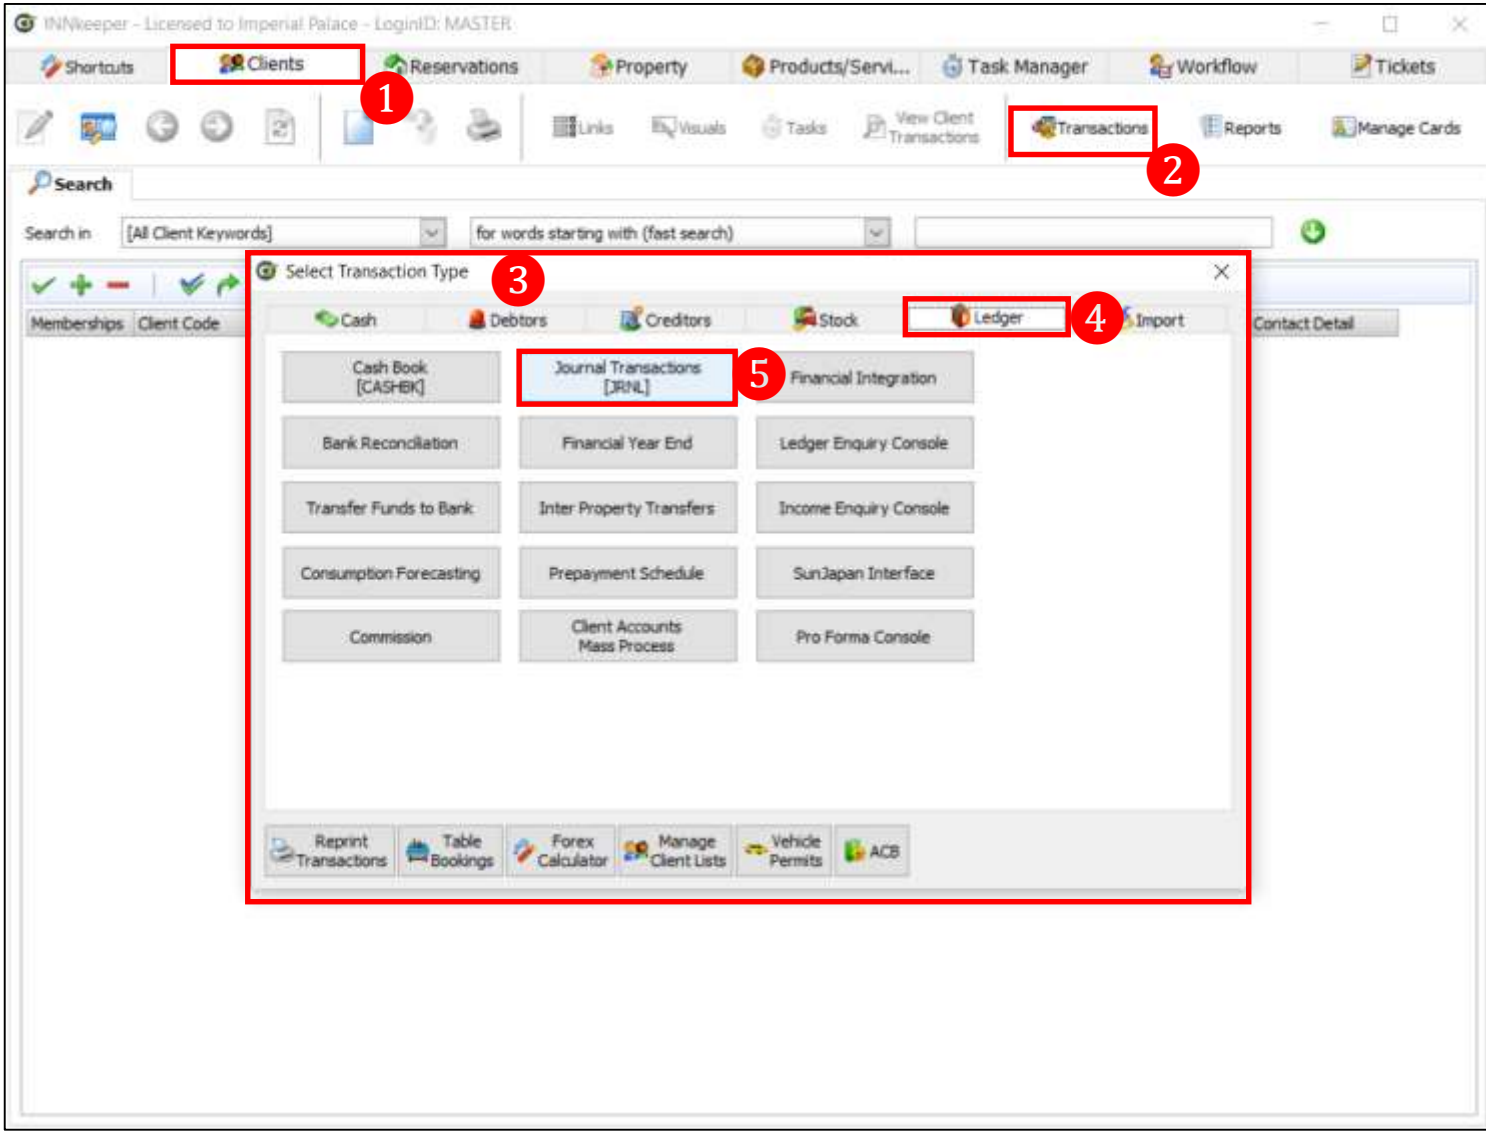 INNkeeper - Licensed to Imperial Palace - LoginID: MASTER
Shortcuts Clients Reservations Property Products/Servi... Task Manager Workflow Tickets
1
Links Visuals Tasks View Client Transactions Transactions Reports Manage Cards
2
Search
Search in [All Client Keywords] for words starting with (fast search)
Select Transaction Type 3
Memberships Client Code Contact Detail
Cash Debtors Creditors Stock Ledger 4 Import
Cash Book
[CASHBK]
Journal Transactions
[JRNL]
5
Financial Integration
Bank Reconciliation Financial Year End Ledger Enquiry Console
Transfer Funds to Bank Inter Property Transfers Income Enquiry Console
Consumption Forecasting Prepayment Schedule SunJapan Interface
Commission
Client Accounts
Mass Process
Pro Forma Console
Reprint
Transactions
Table
Bookings
Forex
Calculator
Manage
Client Lists
Vehicle
Permits
ACB